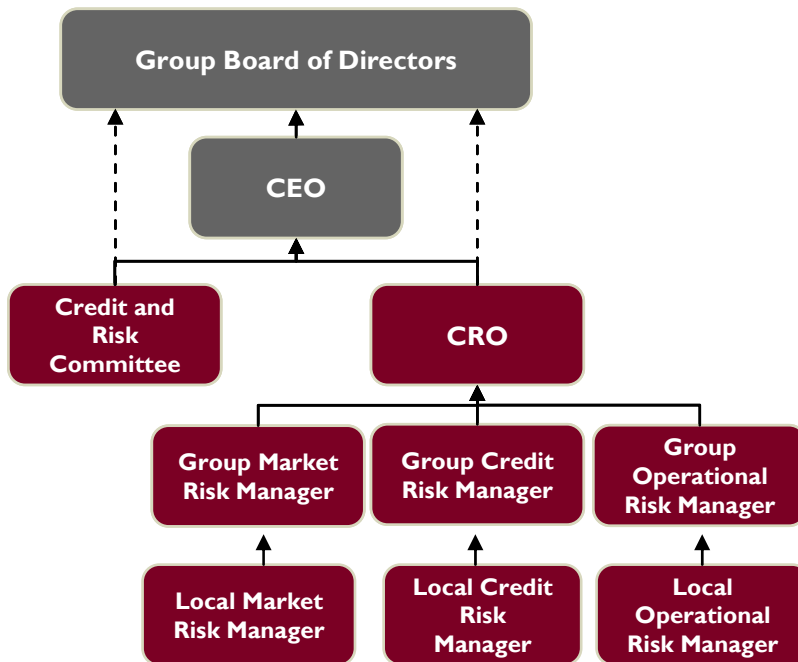 Group Board of Directors
CEO
Credit and
Risk
Committee
CRO
Group Market
Risk Manager
Group Credit
Risk Manager
Group
Operational
Risk Manager
Local Market
Risk Manager
Local Credit
Risk
Manager
Local
Operational
Risk Manager